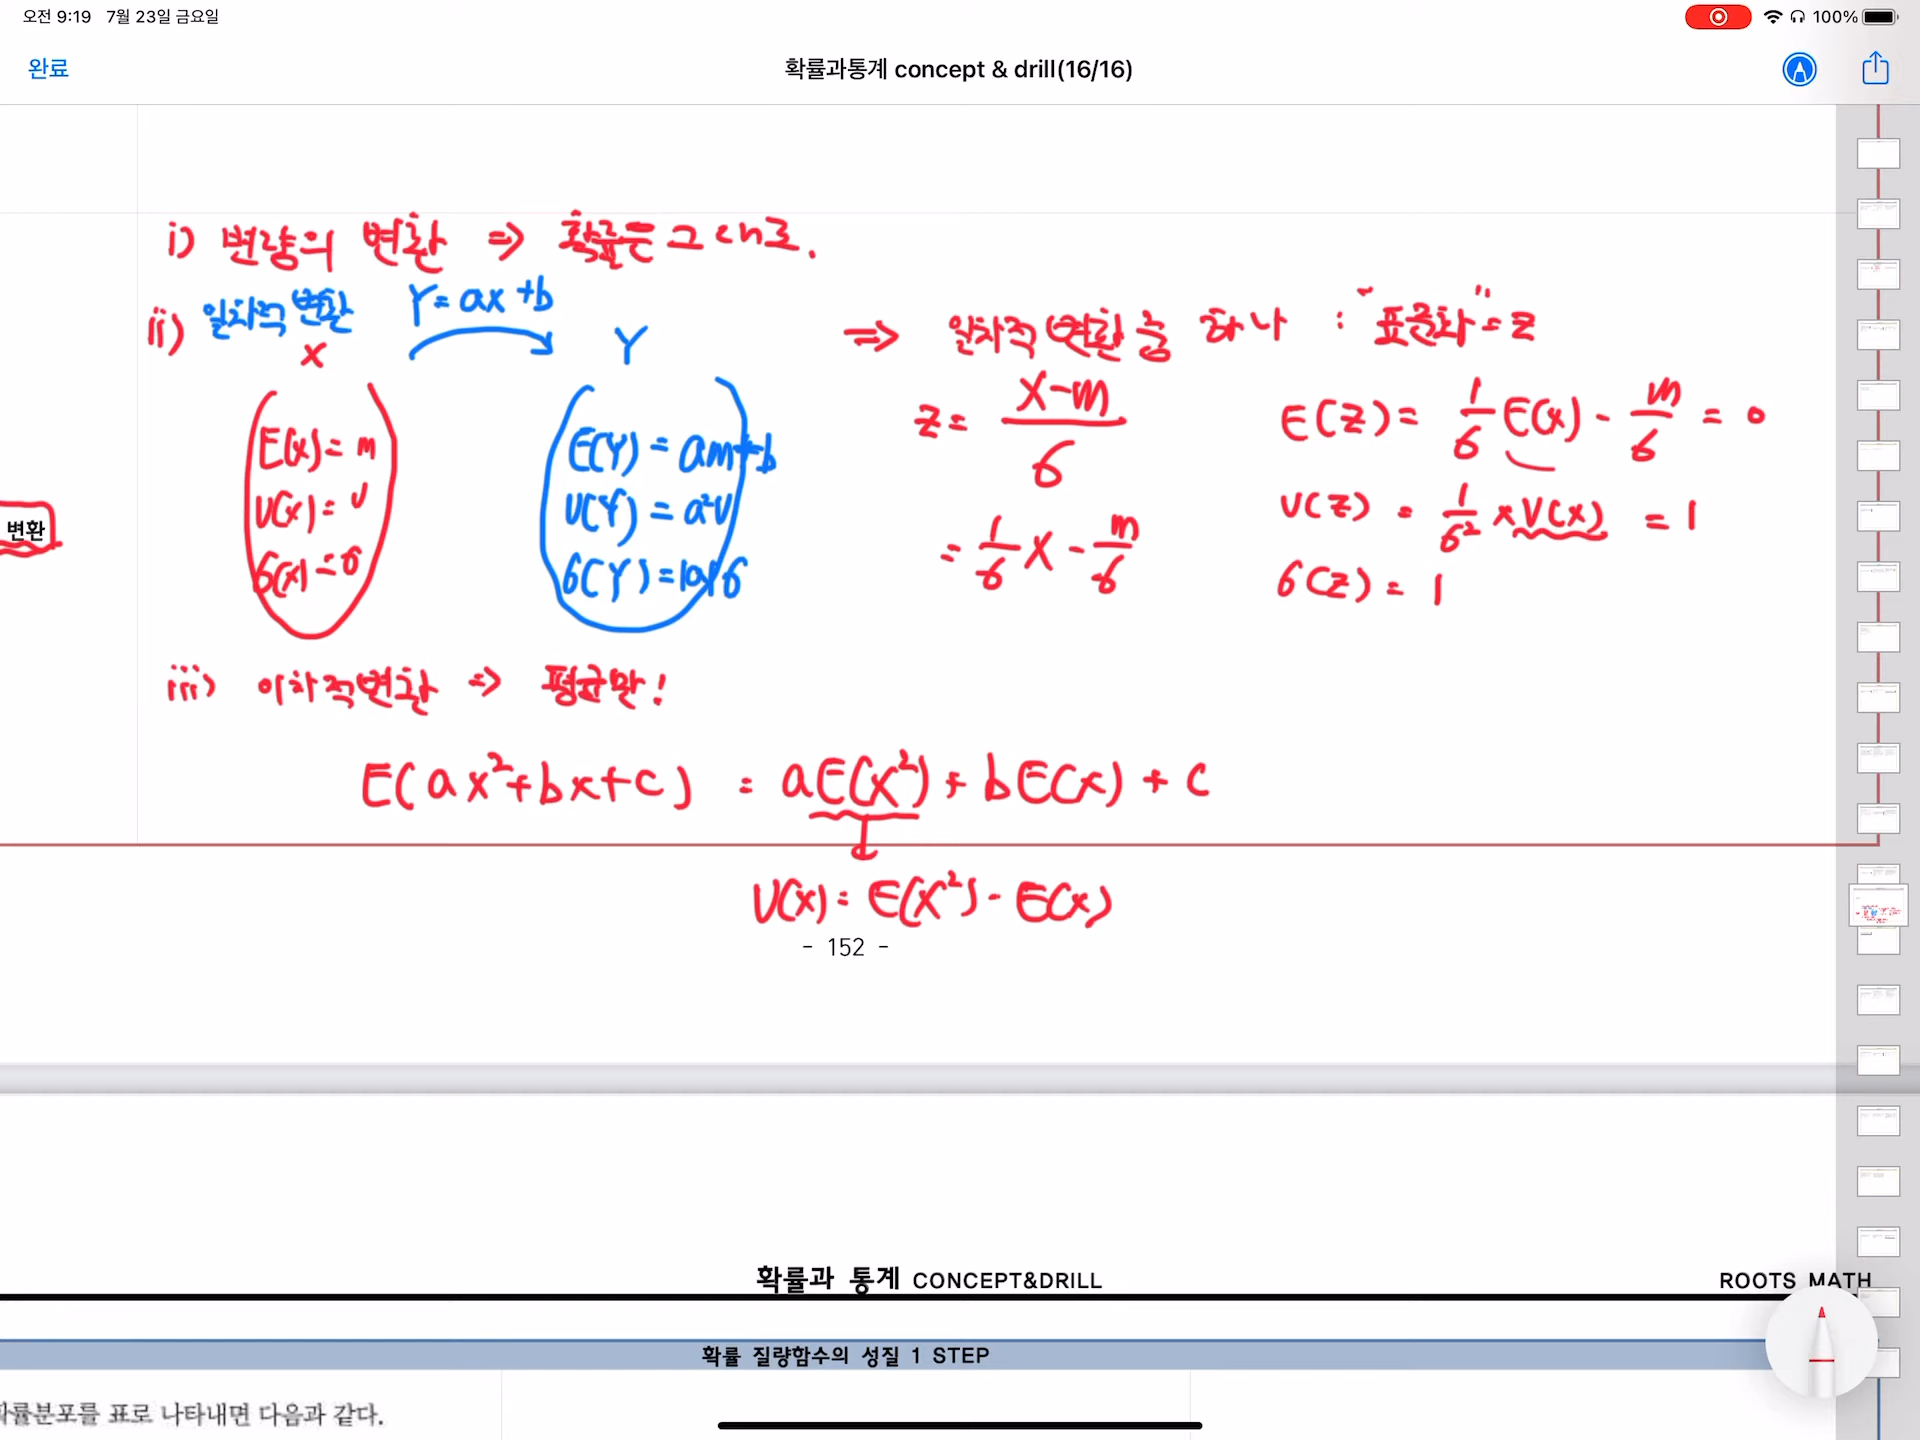 오전 9:19 7월 23일 금요일 100%
완료 확률과통계 concept & drill(16/16)
i) 변량의 변환 ⇒ 확률은 그대로.
ii) 일차적 변환 Y=ax+b
X Y
E(X)=m
V(X)=V
σ(X)=σ
E(Y)=am+b
V(Y)=a²V
σ(Y)=|a|σ
⇒ 일차적 변환 중 하나 : "표준화"=Z
Z= (X-m)/σ
= 1/σ X - m/σ
E(Z)= 1/σ E(X) - m/σ = 0
V(Z) = 1/σ² × V(X) = 1
σ(Z) = 1
변환
iii) 이차적변환 ⇒ 평균만!
E(ax²+bx+c) = aE(X²)+bE(X)+c
V(X)=E(X²)-E(X)
- 152 -
확률과 통계 CONCEPT&DRILL ROOTS MATH
확률 질량함수의 성질 1 STEP
확률분포를 표로 나타내면 다음과 같다.